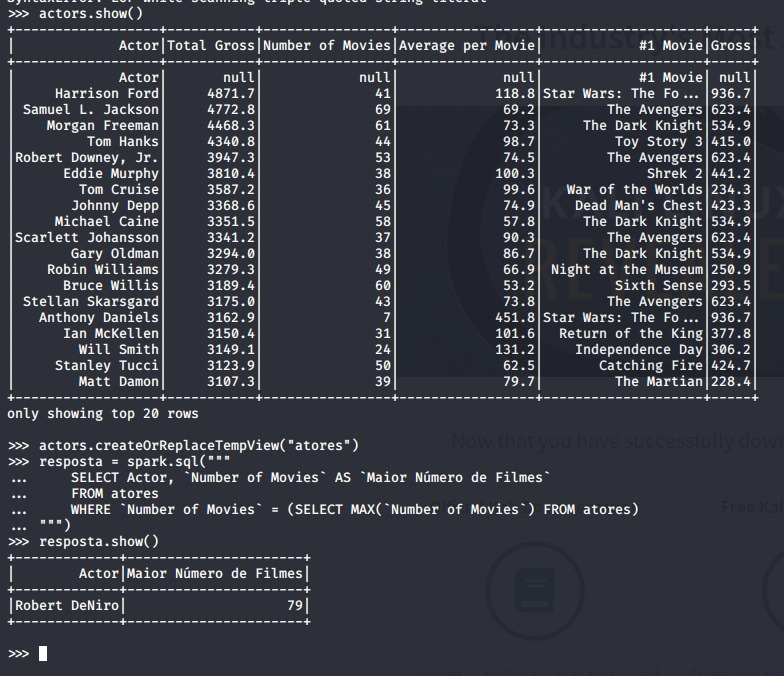 SyntaxError: EOF while scanning triple-quoted string literal
>>> actors.show()
+-----------------+-----------+----------------+-----------------+--------------------+-----+
|            Actor|Total Gross|Number of Movies|Average per Movie|            #1 Movie|Gross|
+-----------------+-----------+----------------+-----------------+--------------------+-----+
|            Actor|       null|            null|             null|            #1 Movie| null|
|    Harrison Ford|     4871.7|              41|            118.8|Star Wars: The Fo...|936.7|
|Samuel L. Jackson|     4772.8|              69|             69.2|        The Avengers|623.4|
|   Morgan Freeman|     4468.3|              61|             73.3|     The Dark Knight|534.9|
|        Tom Hanks|     4340.8|              44|             98.7|         Toy Story 3|415.0|
|Robert Downey, Jr.|     3947.3|              53|             74.5|        The Avengers|623.4|
|     Eddie Murphy|     3810.4|              38|            100.3|             Shrek 2|441.2|
|       Tom Cruise|     3587.2|              36|             99.6|   War of the Worlds|234.3|
|      Johnny Depp|     3368.6|              45|             74.9|    Dead Man's Chest|423.3|
|    Michael Caine|     3351.5|              58|             57.8|     The Dark Knight|534.9|
|Scarlett Johansson|     3341.2|              37|             90.3|        The Avengers|623.4|
|      Gary Oldman|     3294.0|              38|             86.7|     The Dark Knight|534.9|
|   Robin Williams|     3279.3|              49|             66.9| Night at the Museum|250.9|
|     Bruce Willis|     3189.4|              60|             53.2|         Sixth Sense|293.5|
| Stellan Skarsgard|     3175.0|              43|             73.8|        The Avengers|623.4|
|  Anthony Daniels|     3162.9|               7|            451.8|Star Wars: The Fo...|936.7|
|     Ian McKellen|     3150.4|              31|            101.6|  Return of the King|377.8|
|       Will Smith|     3149.1|              24|            131.2|    Independence Day|306.2|
|    Stanley Tucci|     3123.9|              50|             62.5|       Catching Fire|424.7|
|       Matt Damon|     3107.3|              39|             79.7|         The Martian|228.4|
+-----------------+-----------+----------------+-----------------+--------------------+-----+
only showing top 20 rows
>>> actors.createOrReplaceTempView("atores")
>>> resposta = spark.sql("""
...     SELECT Actor, `Number of Movies` AS `Maior Número de Filmes`
...     FROM atores
...     WHERE `Number of Movies` = (SELECT MAX(`Number of Movies`) FROM atores)
... """)
>>> resposta.show()
+-------------+----------------------+
|        Actor|Maior Número de Filmes|
+-------------+----------------------+
|Robert DeNiro|                    79|
+-------------+----------------------+
>>>
The Industry's Most
Now that you have successfully dow
Free Kal